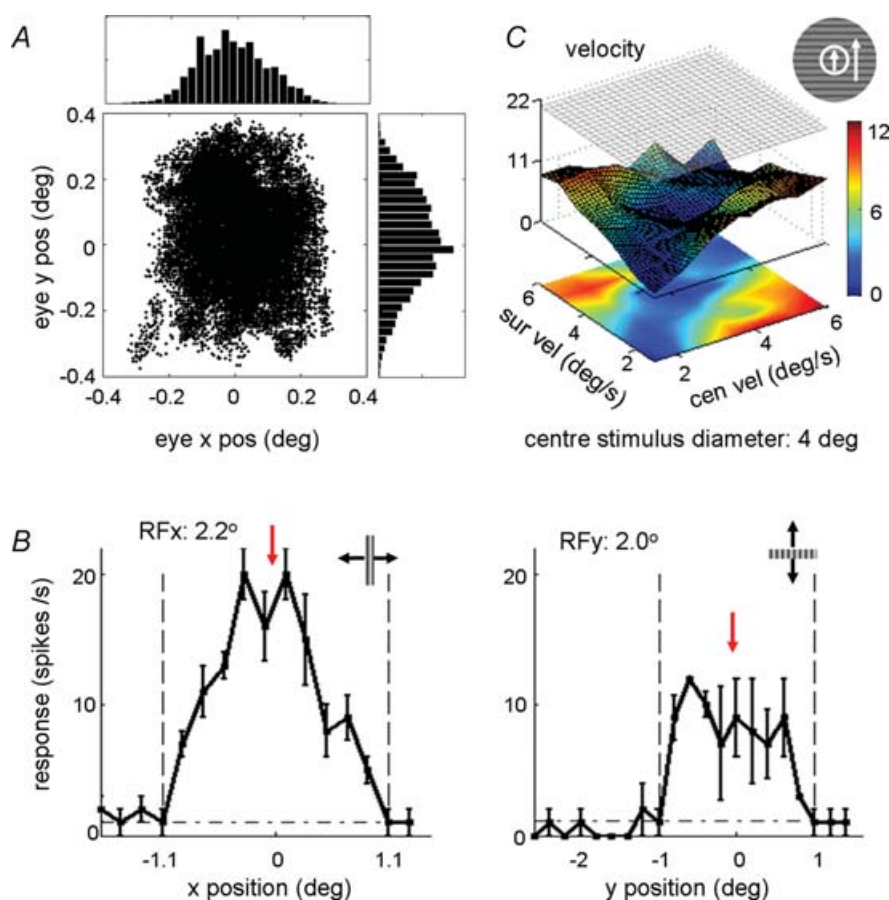 A
0.4
0.2
0
-0.2
-0.4
eye y pos (deg)
-0.4
-0.2
0
0.2
0.4
eye x pos (deg)
C
velocity
22
11
0
12
6
0
6
4
2
sur vel (deg/s)
2
4
6
cen vel (deg/s)
centre stimulus diameter: 4 deg
B
RFx: 2.2o
20
10
0
response (spikes /s)
-1.1
0
1.1
x position (deg)
RFy: 2.0o
20
10
0
-2
-1
0
1
y position (deg)